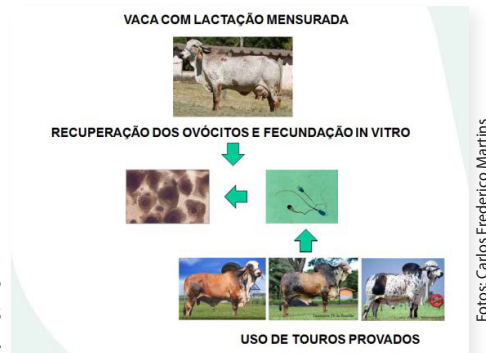 VACA COM LACTAÇÃO MENSURADA
RECUPERAÇÃO DOS OVÓCITOS E FECUNDAÇÃO IN VITRO
USO DE TOUROS PROVADOS
Fotos: Carlos Frederico Martins